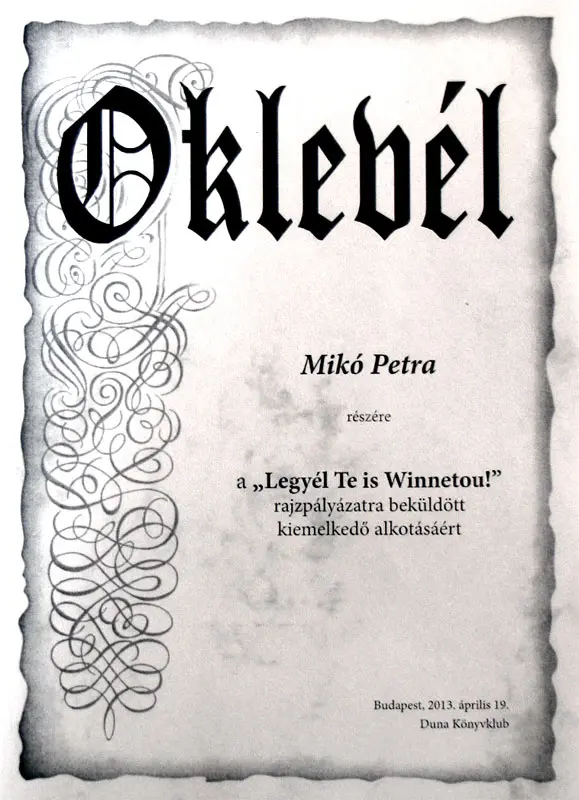 Oklevél
Mikó Petra
részére
a „Legyél Te is Winnetou!”
rajzpályázatra beküldött
kiemelkedő alkotásáért
Budapest, 2013. április 19.
Duna Könyvklub